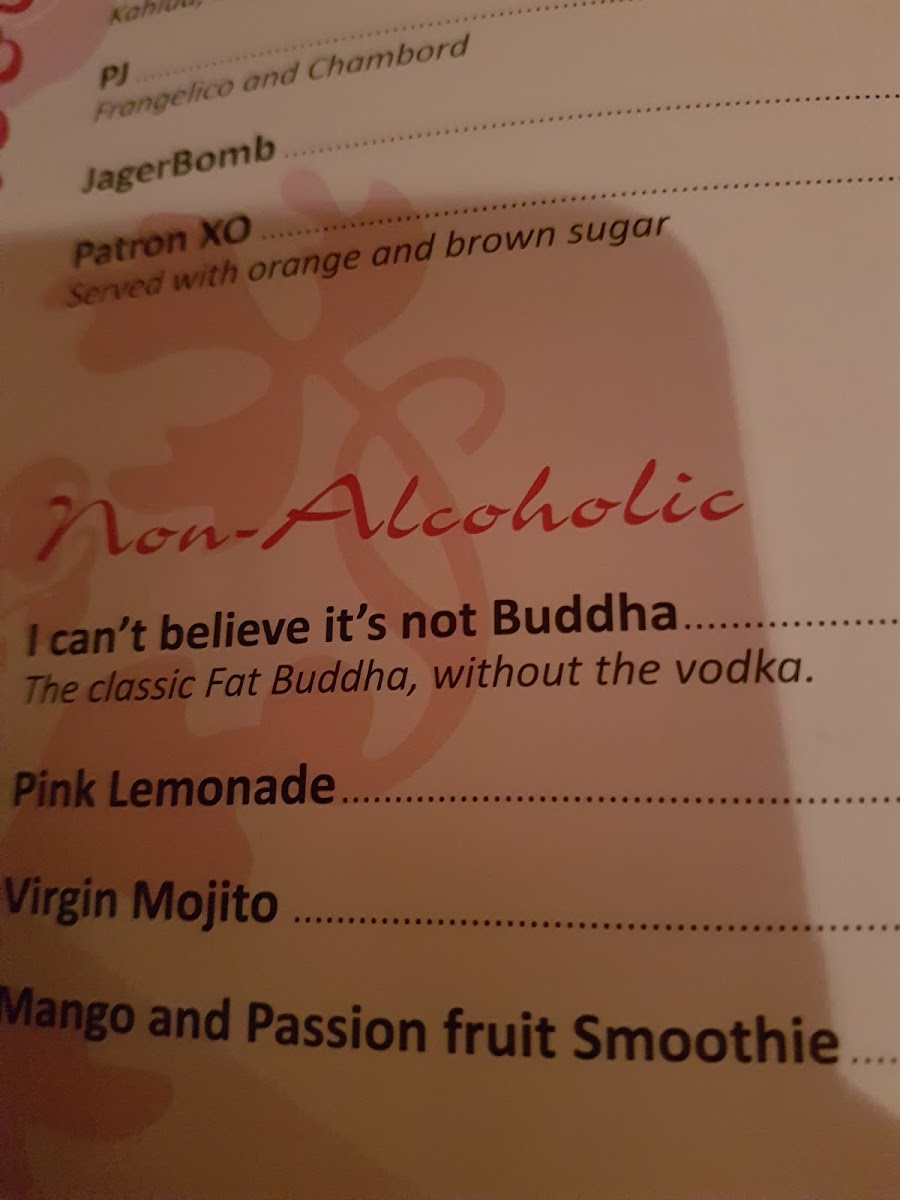 Kahlua,
PJ
Frangelico and Chambord
JagerBomb
Patron XO
Served with orange and brown sugar
Non-Alcoholic
I can't believe it's not Buddha
The classic Fat Buddha, without the vodka.
Pink Lemonade
Virgin Mojito
Mango and Passion fruit Smoothie